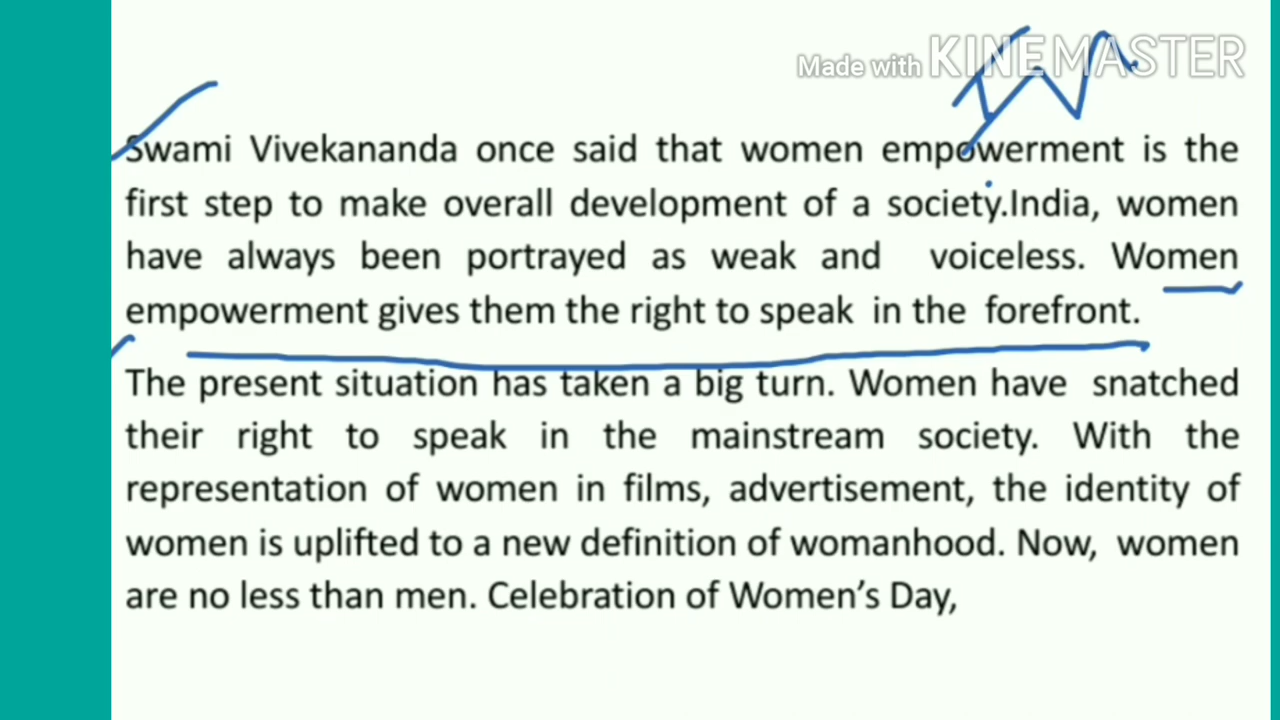 Made with KINEMASTER
Swami Vivekananda once said that women empowerment is the
first step to make overall development of a society.India, women
have always been portrayed as weak and voiceless. Women
empowerment gives them the right to speak in the forefront.
The present situation has taken a big turn. Women have snatched
their right to speak in the mainstream society. With the
representation of women in films, advertisement, the identity of
women is uplifted to a new definition of womanhood. Now, women
are no less than men. Celebration of Women’s Day,